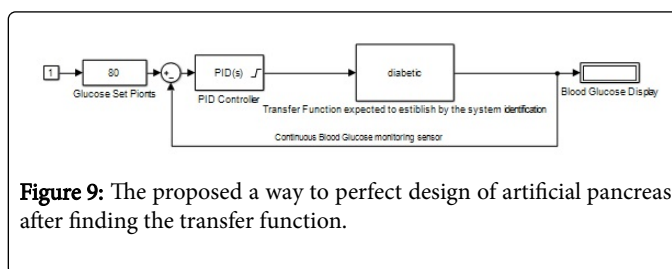 1
80
Glucose Set Pionts
PID(s)
PID Controller
diabetic
Transfer Function expected to estiblish by the system identification
Blood Glucose Display
Continuous Blood Glucose monitoring sensor
Figure 9: The proposed a way to perfect design of artificial pancreas
after finding the transfer function.